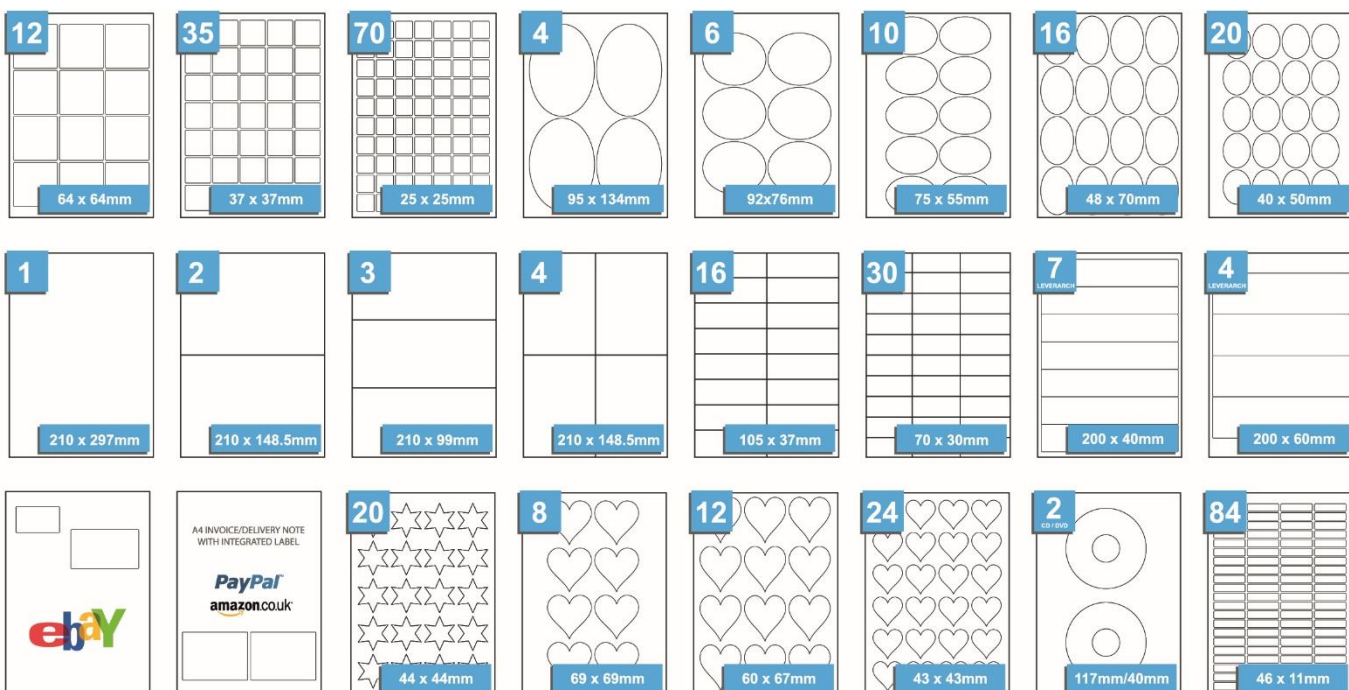 12
64 x 64mm
35
37 x 37mm
70
25 x 25mm
4
95 x 134mm
6
92x76mm
10
75 x 55mm
16
48 x 70mm
20
40 x 50mm
1
210 x 297mm
2
210 x 148.5mm
3
210 x 99mm
4
210 x 148.5mm
16
105 x 37mm
30
70 x 30mm
7
LEVERARCH
200 x 40mm
4
LEVERARCH
200 x 60mm
ebaY
A4 INVOICE/DELIVERY NOTE
WITH INTEGRATED LABEL
PayPal
amazon.co.uk
20
44 x 44mm
8
69 x 69mm
12
60 x 67mm
24
43 x 43mm
2
CD / DVD
117mm/40mm
84
46 x 11mm